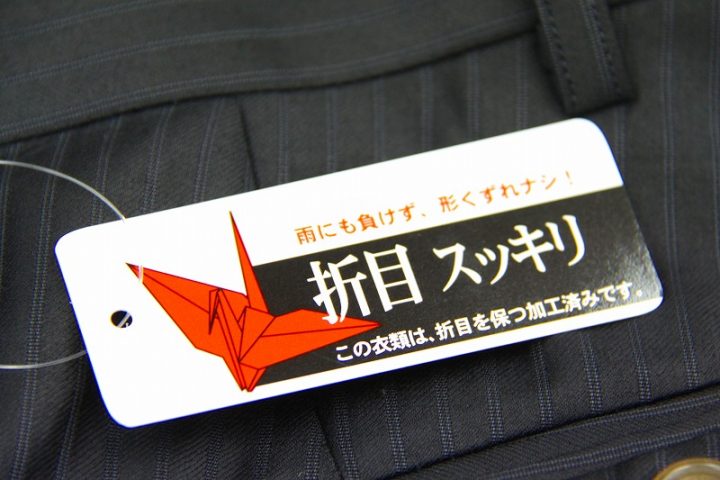 雨にも負けず、形くずれナシ！
折目 スッキリ
この衣類は、折目を保つ加工済みです。